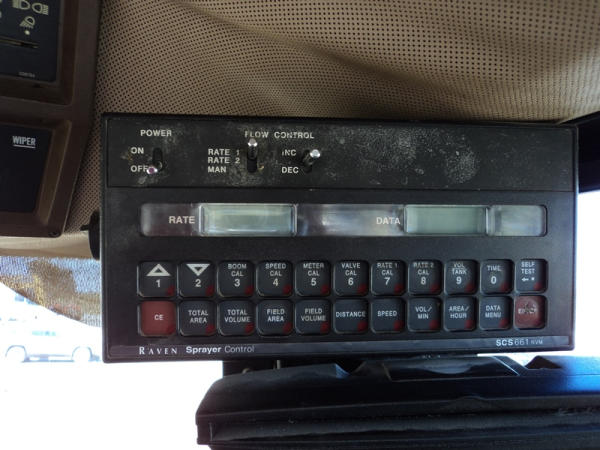 WIPER
POWER
ON
OFF
FLOW CONTROL
RATE 1
RATE 2
MAN
INC
DEC
RATE
DATA
1
2
BOOM CAL 3
SPEED CAL 4
METER CAL 5
VALVE CAL 6
RATE 1 CAL 7
RATE 2 CAL 8
VOL TANK 9
TIME 0
SELF TEST
CE
TOTAL AREA
TOTAL VOLUME
FIELD AREA
FIELD VOLUME
DISTANCE
SPEED
VOL/MIN
AREA/HOUR
DATA MENU
RAVEN Sprayer Control
SCS 661 NVM